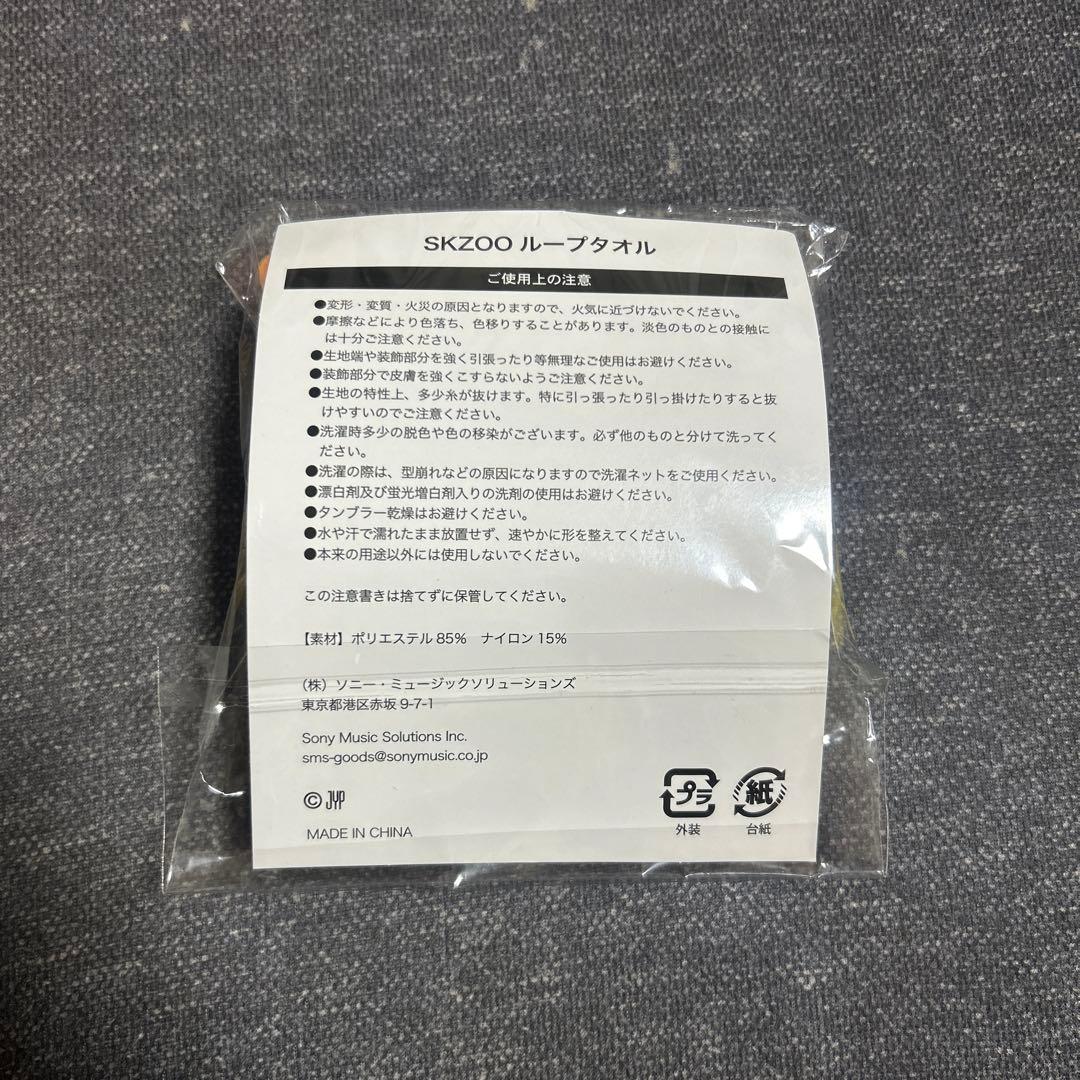 SKZOO ループタオル
ご使用上の注意
●変形・変質・火災の原因となりますので、火気に近づけないでください。
●摩擦などにより色落ち、色移りすることがあります。淡色のものとの接触に
は十分ご注意ください。
●生地端や装飾部分を強く引張ったり等無理なご使用はお避けください。
●装飾部分で皮膚を強くこすらないようご注意ください。
●生地の特性上、多少糸が抜けます。特に引っ張ったり引っ掛けたりすると抜
けやすいのでご注意ください。
●洗濯時多少の脱色や色の移染がございます。必ず他のものと分けて洗ってく
ださい。
●洗濯の際は、型崩れなどの原因になりますので洗濯ネットをご使用ください。
●漂白剤及び蛍光増白剤入りの洗剤の使用はお避けください。
●タンブラー乾燥はお避けください。
●水や汗で濡れたまま放置せず、速やかに形を整えてください。
●本来の用途以外には使用しないでください。
この注意書きは捨てずに保管してください。
【素材】ポリエステル 85% ナイロン 15%
（株）ソニー・ミュージックソリューションズ
東京都港区赤坂 9-7-1
Sony Music Solutions Inc.
sms-goods@sonymusic.co.jp
© JYP
MADE IN CHINA
プラ
外装
紙
台紙